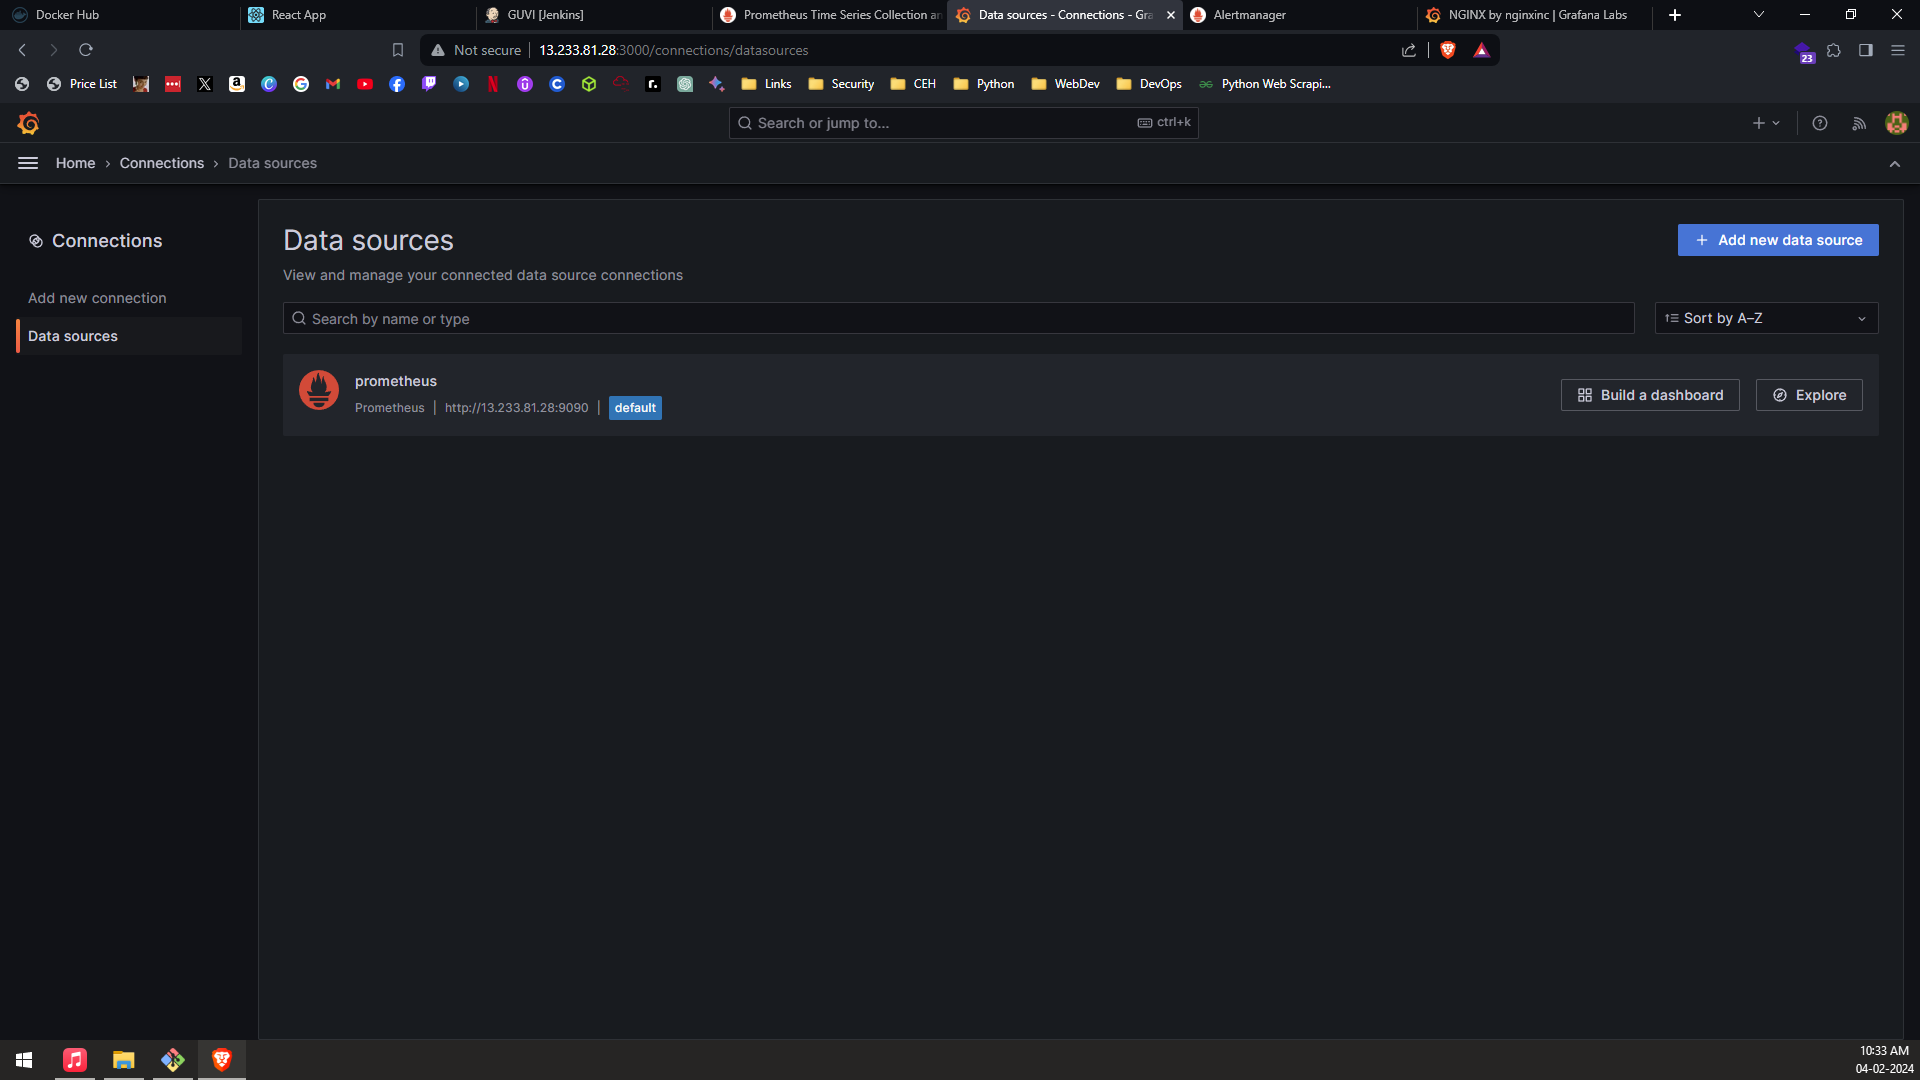 Docker Hub
React App
GUVI [Jenkins]
Prometheus Time Series Collection an
Data sources - Connections - Gra
Alertmanager
NGINX by nginxinc | Grafana Labs
Not secure
13.233.81.28:3000/connections/datasources
23
Price List
Links
Security
CEH
Python
WebDev
DevOps
Python Web Scrapi...
Search or jump to...
ctrl+k
Home › Connections › Data sources
Connections
Add new connection
Data sources
Data sources
View and manage your connected data source connections
Add new data source
Search by name or type
Sort by A–Z
prometheus
Prometheus | http://13.233.81.28:9090 | default
Build a dashboard
Explore
10:33 AM
04-02-2024